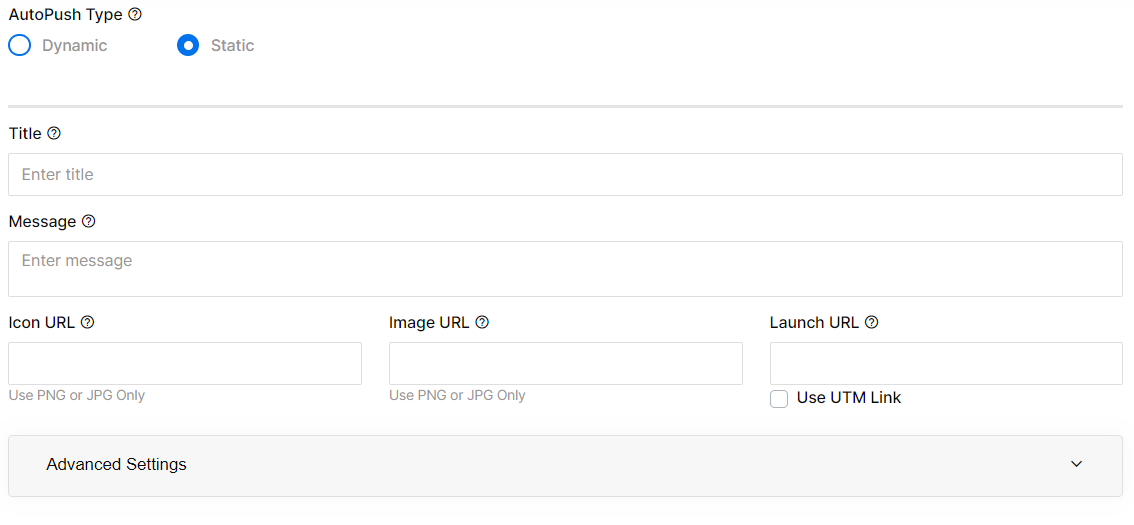 AutoPush Type
Dynamic Static
Title
Enter title
Message
Enter message
Icon URL Image URL Launch URL
Use PNG or JPG Only Use PNG or JPG Only Use UTM Link
Advanced Settings